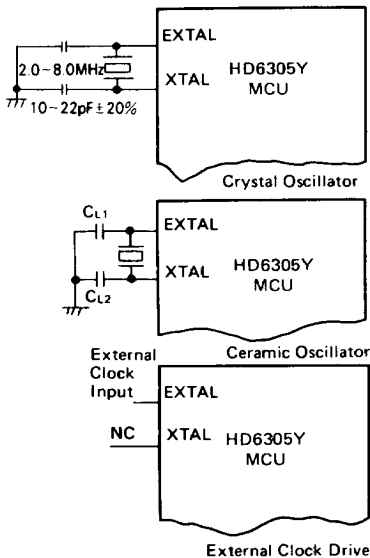 EXTAL
2.0~8.0MHz
XTAL
HD6305Y
MCU
10~22pF±20%
Crystal Oscillator
CL1
EXTAL
XTAL
HD6305Y
MCU
CL2
Ceramic Oscillator
External
Clock
Input
EXTAL
NC
XTAL
HD6305Y
MCU
External Clock Drive